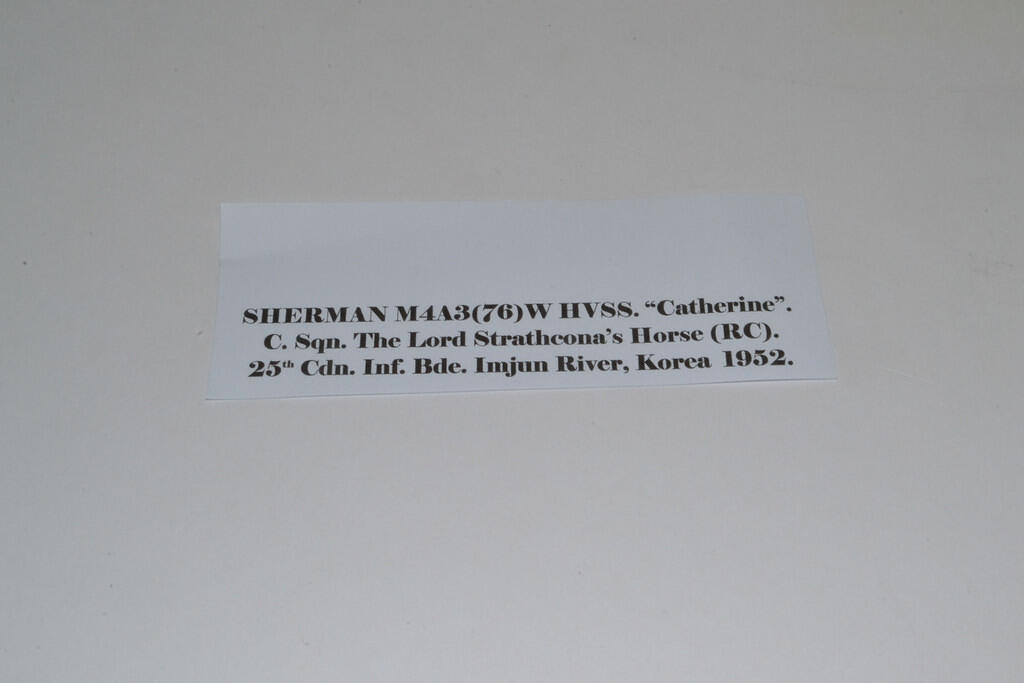 SHERMAN M4A3(76)W HVSS. “Catherine”.
C. Sqn. The Lord Strathcona’s Horse (RC).
25th Cdn. Inf. Bde. Imjun River, Korea 1952.